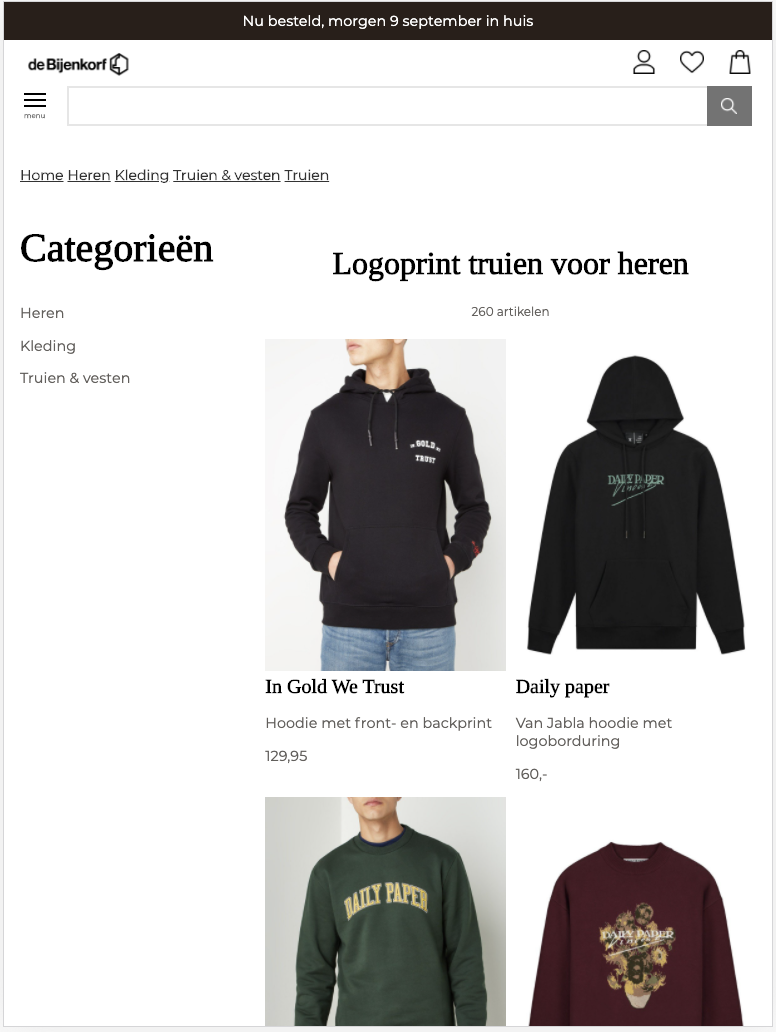 Nu besteld, morgen 9 september in huis
de Bijenkorf
menu
Home Heren Kleding Truien & vesten Truien
Categorieën
Heren
Kleding
Truien & vesten
Logoprint truien voor heren
260 artikelen
IN GOLD WE
TRUST
DAILY PAPER
In Gold We Trust
Hoodie met front- en backprint
129,95
Daily paper
Van Jabla hoodie met
logoborduring
160,-
DAILY PAPER
DAILY PAPER